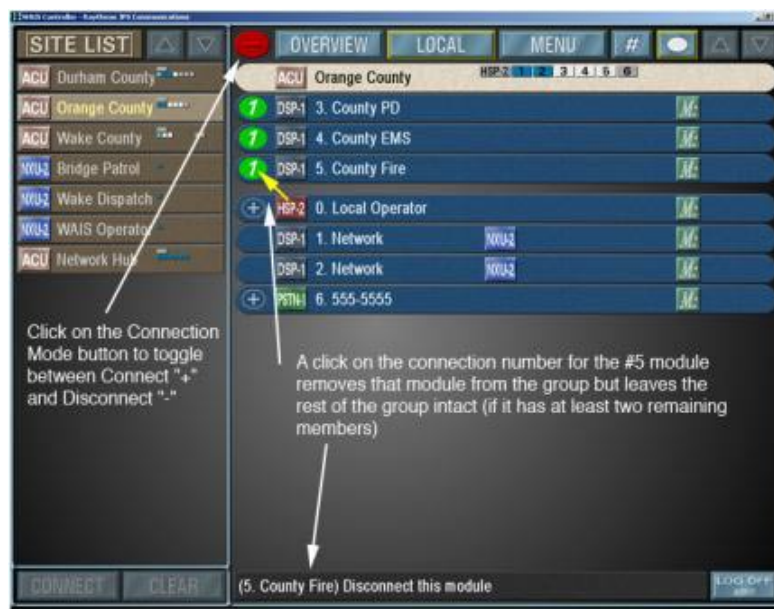 WAIS Controller - Raytheon JPS Communications
SITE LIST
OVERVIEW LOCAL MENU #
ACU Durham County
ACU Orange County
ACU Wake County
NXU-2 Bridge Patrol
NXU-2 Wake Dispatch
NXU-2 WAIS Operator
ACU Network Hub
ACU Orange County HSP-2 1 2 3 4 5 6
1 DSP-1 3. County PD M:
1 DSP-1 4. County EMS M:
1 DSP-1 5. County Fire M:
+ HSP-2 0. Local Operator M:
DSP-1 1. Network NXU-2
DSP-1 2. Network NXU-2
+ PSTN-1 6. 555-5555 M:
Click on the Connection
Mode button to toggle
between Connect "+"
and Disconnect "-"
A click on the connection number for the #5 module
removes that module from the group but leaves the
rest of the group intact (if it has at least two remaining
members)
CONNECT CLEAR
(5. County Fire) Disconnect this module
LOG OFF